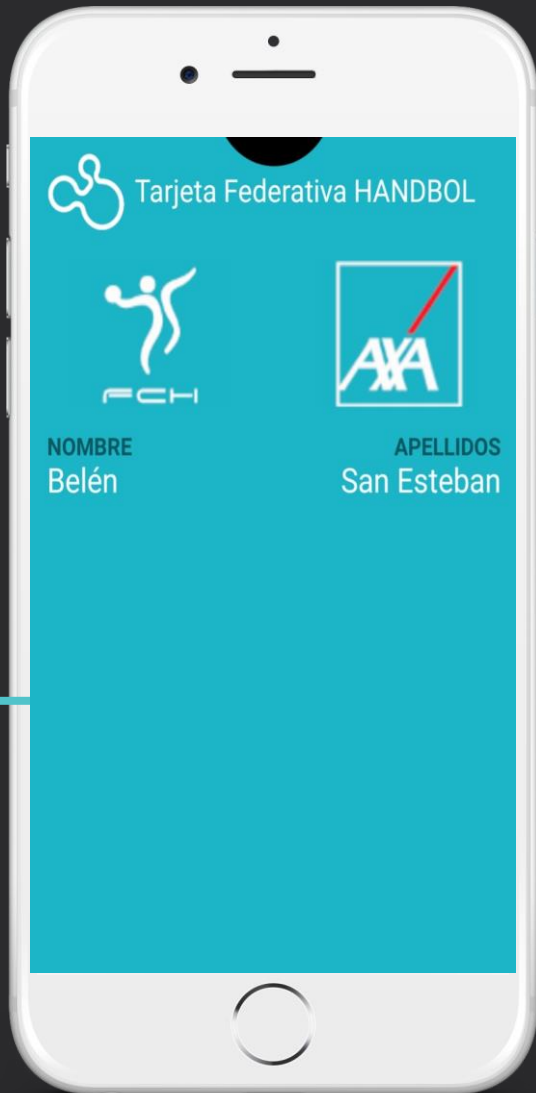 Tarjeta Federativa HANDBOL
FCH
AXA
NOMBRE
APELLIDOS
Belén
San Esteban